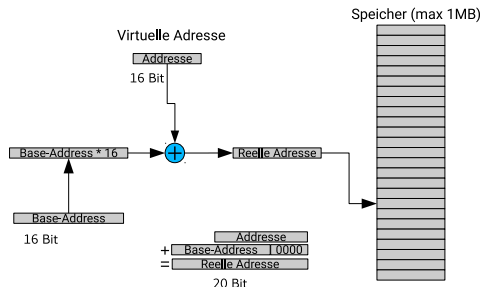 Speicher (max 1MB)
Virtuelle Adresse
Addresse
16 Bit
Base-Address * 16
+
Reelle Adresse
Base-Address
16 Bit
Addresse
+ Base-Address | 0000
= Reelle Adresse
20 Bit